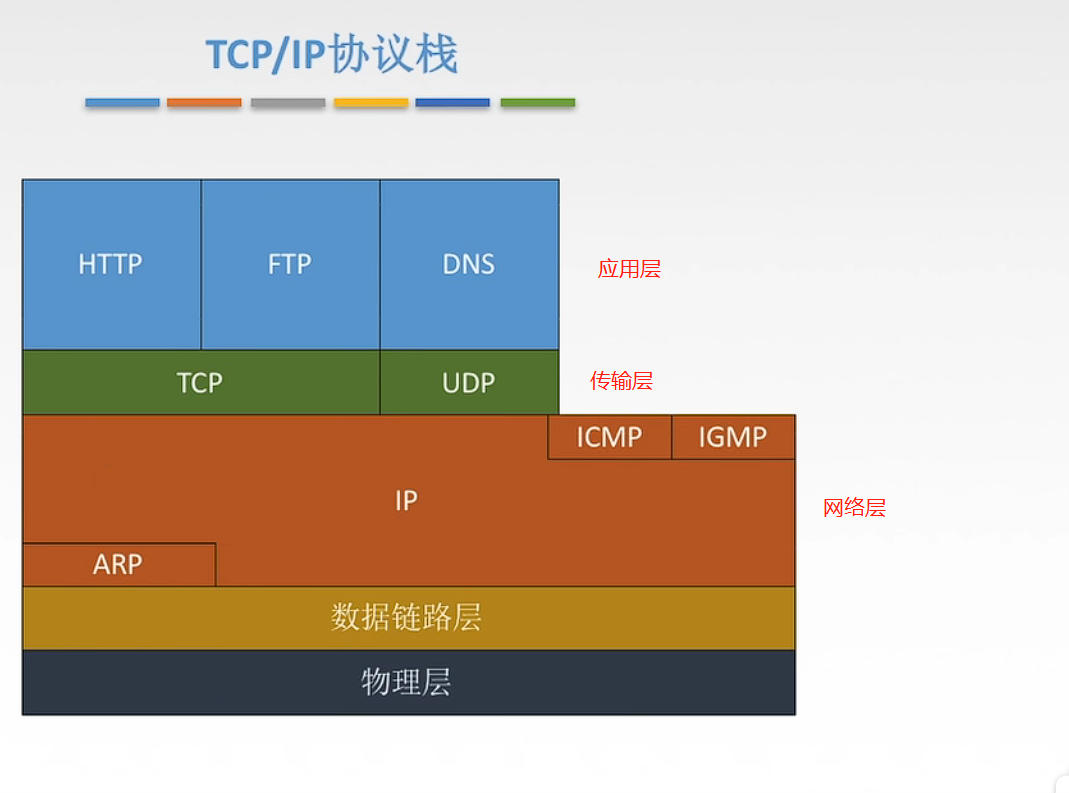 TCP/IP协议栈
HTTP
FTP
DNS
应用层
TCP
UDP
传输层
ICMP
IGMP
IP
网络层
ARP
数据链路层
物理层